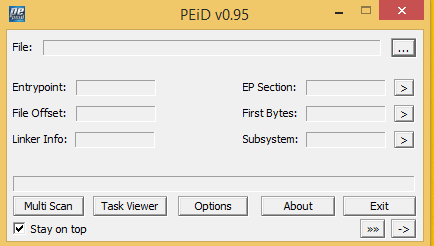 PEiD v0.95
File: ...
Entrypoint: EP Section: >
File Offset: First Bytes: >
Linker Info: Subsystem: >
Multi Scan Task Viewer Options About Exit
Stay on top »» ->